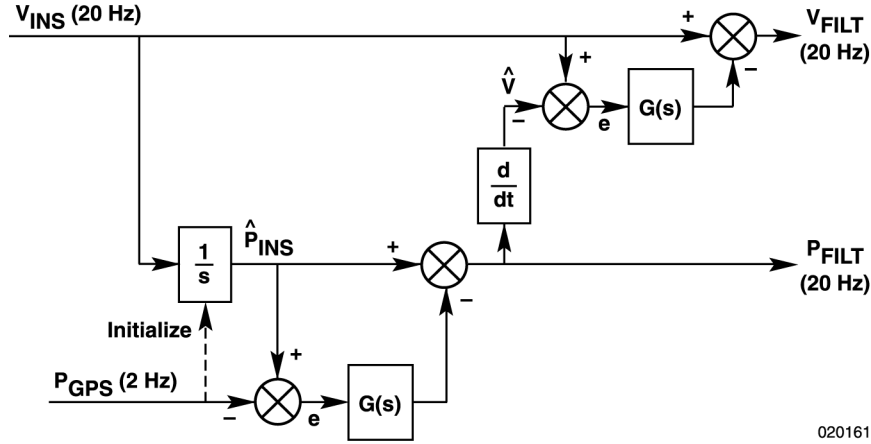 V_INS (20 Hz)
+
V_FILT
(20 Hz)
−
+
V̂
−
e
G(s)
d
dt
1
s
P̂_INS
+
P_FILT
(20 Hz)
−
Initialize
+
P_GPS (2 Hz)
−
e
G(s)
020161